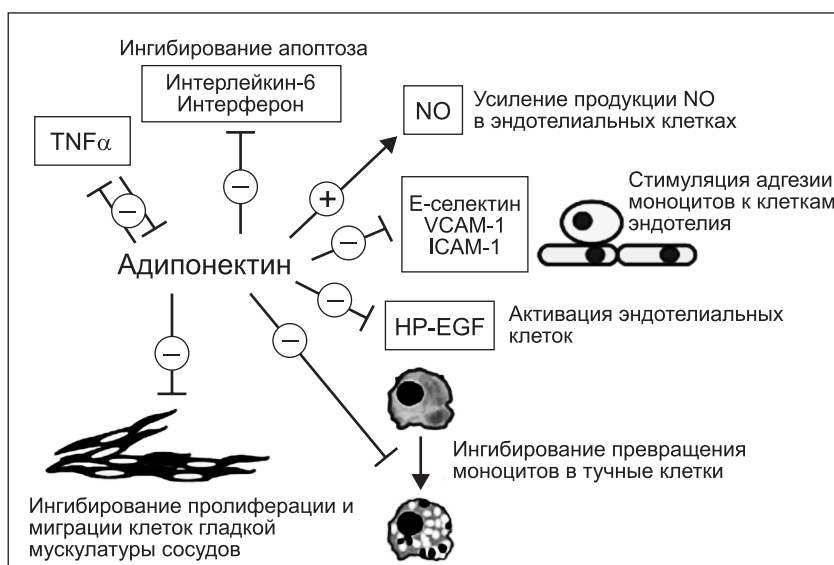 Ингибирование апоптоза
Интерлейкин-6
Интерферон
TNFα
NO
Усиление продукции NO
в эндотелиальных клетках
Е-селектин
VCAM-1
ICAM-1
Стимуляция адгезии
моноцитов к клеткам
эндотелия
Адипонектин
HP-EGF
Активация эндотелиальных
клеток
Ингибирование превращения
моноцитов в тучные клетки
Ингибирование пролиферации и
миграции клеток гладкой
мускулатуры сосудов